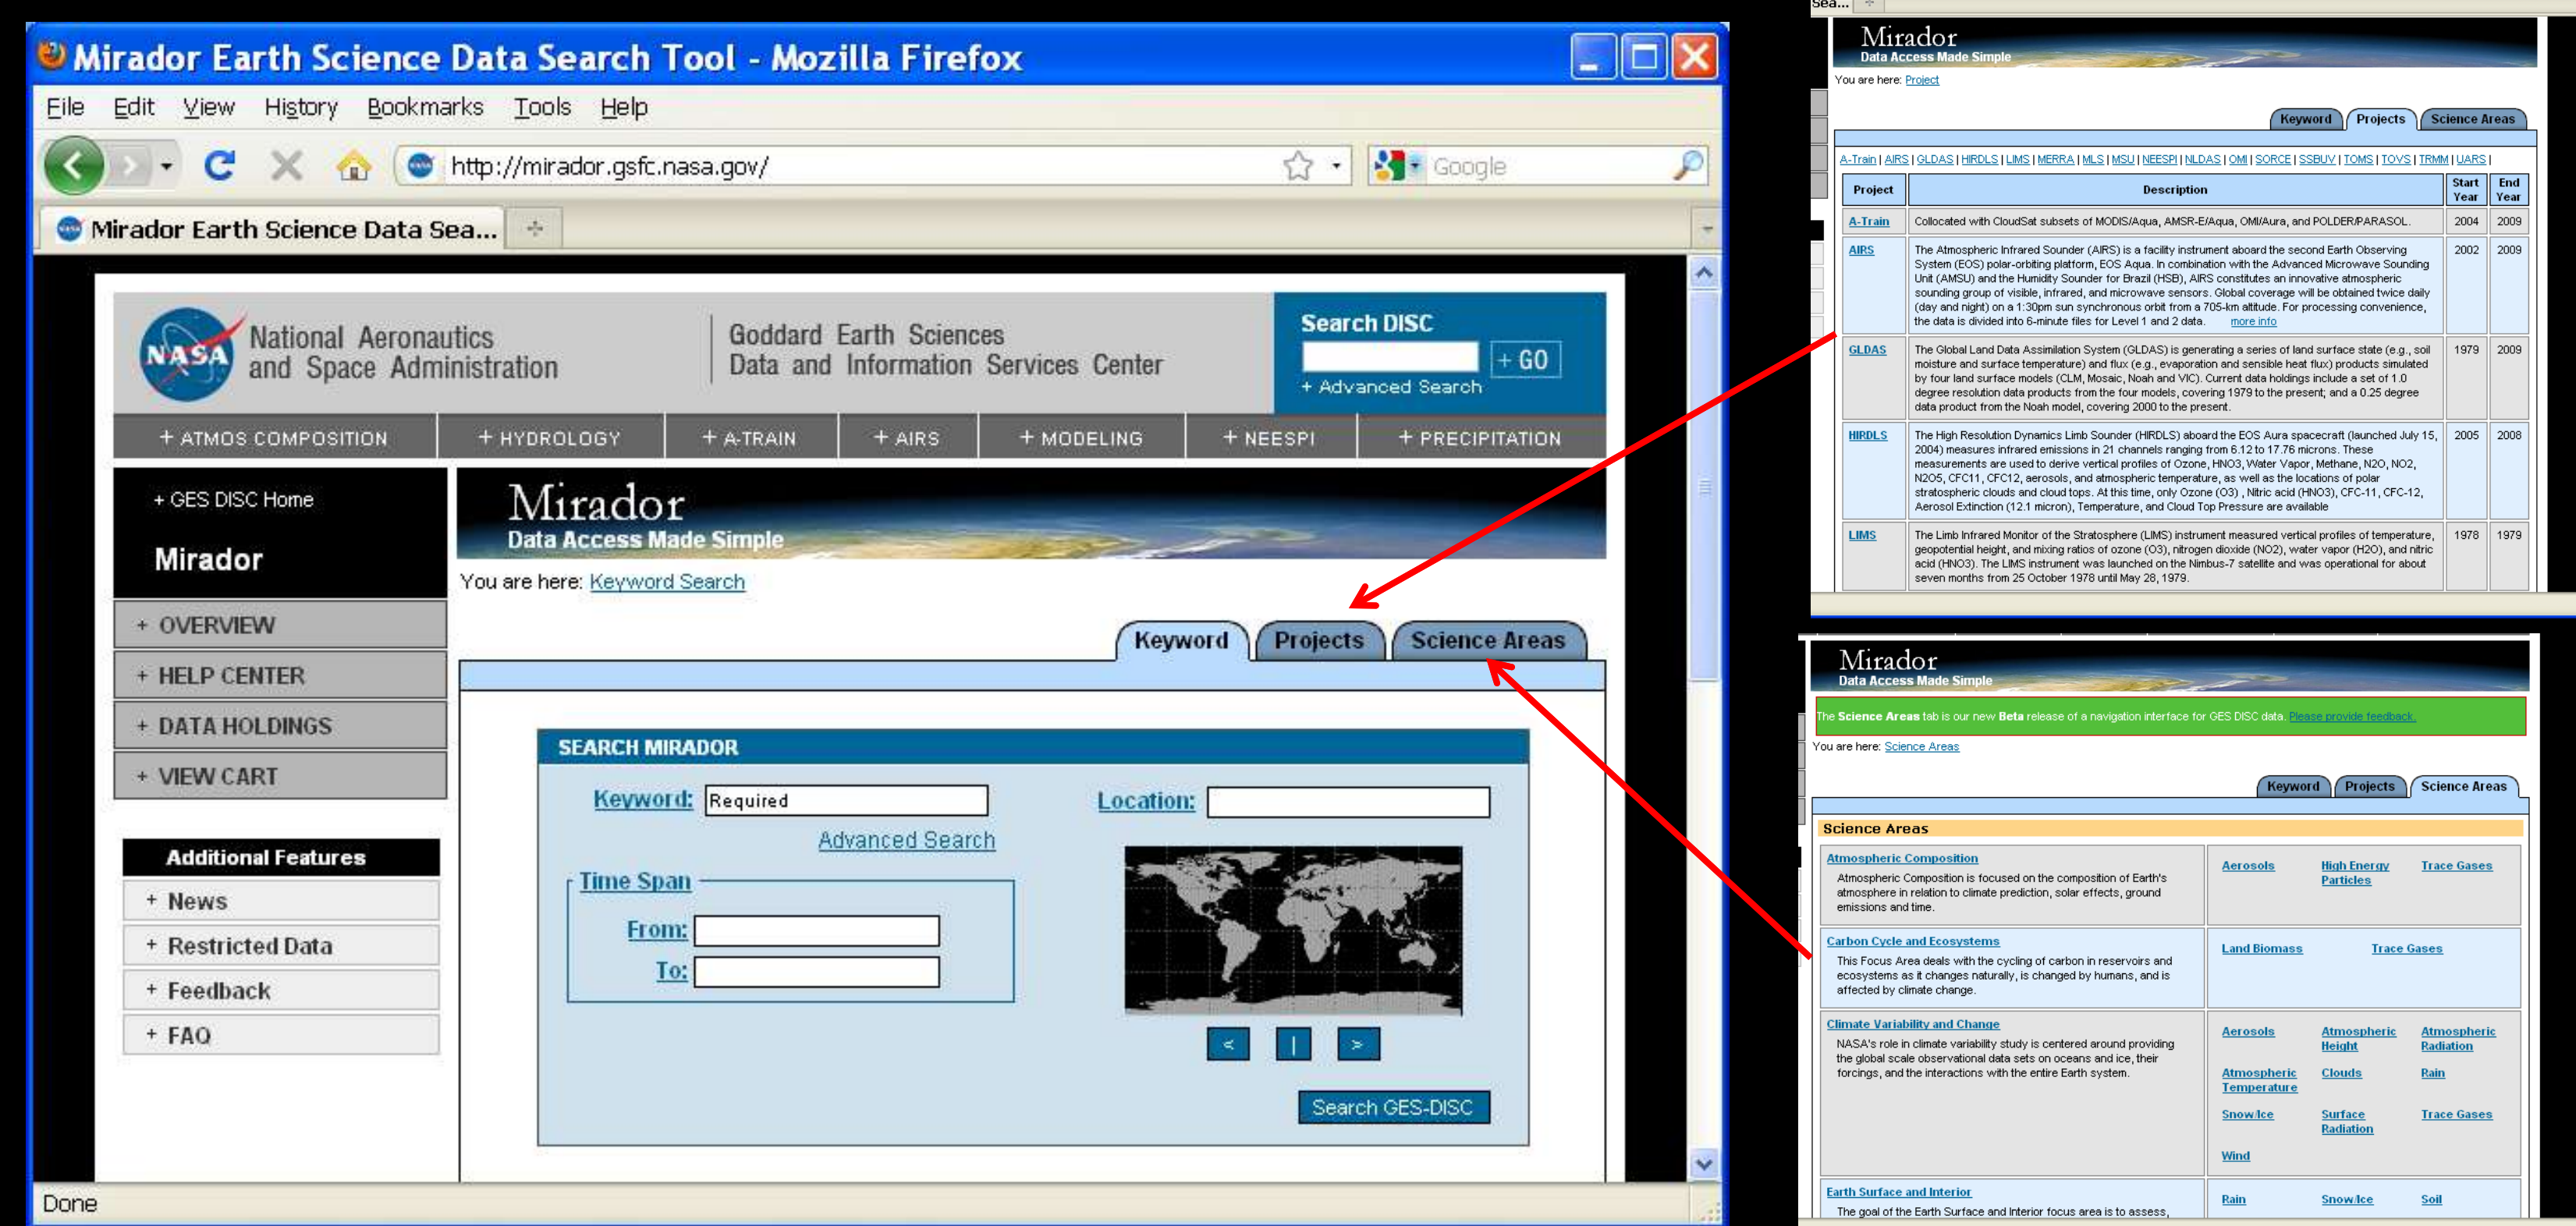 Mirador Earth Science Data Search Tool - Mozilla Firefox
File Edit View History Bookmarks Tools Help
http://mirador.gsfc.nasa.gov/
Google
Mirador Earth Science Data Sea...
NASA
National Aeronautics
and Space Administration
Goddard Earth Sciences
Data and Information Services Center
Search DISC
+ GO
+ Advanced Search
+ ATMOS COMPOSITION + HYDROLOGY + A-TRAIN + AIRS + MODELING + NEESPI + PRECIPITATION
+ GES DISC Home
Mirador
+ OVERVIEW
+ HELP CENTER
+ DATA HOLDINGS
+ VIEW CART
Additional Features
+ News
+ Restricted Data
+ Feedback
+ FAQ
Mirador
Data Access Made Simple
You are here: Keyword Search
Keyword Projects Science Areas
SEARCH MIRADOR
Keyword: Required
Location:
Advanced Search
Time Span
From:
To:
< | >
Search GES-DISC
Done
Sea...
Mirador
Data Access Made Simple
You are here: Project
Keyword Projects Science Areas
A-Train | AIRS | GLDAS | HIRDLS | LIMS | MERRA | MLS | MSU | NEESPI | NLDAS | OMI | SORCE | SSBUV | TOMS | TOVS | TRMM | UARS |
Project Description Start Year End Year
A-Train Collocated with CloudSat subsets of MODIS/Aqua, AMSR-E/Aqua, OMI/Aura, and POLDER/PARASOL. 2004 2009
AIRS The Atmospheric Infrared Sounder (AIRS) is a facility instrument aboard the second Earth Observing 2002 2009
System (EOS) polar-orbiting platform, EOS Aqua. In combination with the Advanced Microwave Sounding
Unit (AMSU) and the Humidity Sounder for Brazil (HSB), AIRS constitutes an innovative atmospheric
sounding group of visible, infrared, and microwave sensors. Global coverage will be obtained twice daily
(day and night) on a 1:30pm sun synchronous orbit from a 705-km altitude. For processing convenience,
the data is divided into 6-minute files for Level 1 and 2 data. more info
GLDAS The Global Land Data Assimilation System (GLDAS) is generating a series of land surface state (e.g., soil 1979 2009
moisture and surface temperature) and flux (e.g., evaporation and sensible heat flux) products simulated
by four land surface models (CLM, Mosaic, Noah and VIC). Current data holdings include a set of 1.0
degree resolution data products from the four models, covering 1979 to the present; and a 0.25 degree
data product from the Noah model, covering 2000 to the present.
HIRDLS The High Resolution Dynamics Limb Sounder (HIRDLS) aboard the EOS Aura spacecraft (launched July 15, 2005 2008
2004) measures infrared emissions in 21 channels ranging from 6.12 to 17.76 microns. These
measurements are used to derive vertical profiles of Ozone, HNO3, Water Vapor, Methane, N2O, NO2,
N2O5, CFC11, CFC12, aerosols, and atmospheric temperature, as well as the locations of polar
stratospheric clouds and cloud tops. At this time, only Ozone (O3) , Nitric acid (HNO3), CFC-11, CFC-12,
Aerosol Extinction (12.1 micron), Temperature, and Cloud Top Pressure are available
LIMS The Limb Infrared Monitor of the Stratosphere (LIMS) instrument measured vertical profiles of temperature, 1978 1979
geopotential height, and mixing ratios of ozone (O3), nitrogen dioxide (NO2), water vapor (H2O), and nitric
acid (HNO3). The LIMS instrument was launched on the Nimbus-7 satellite and was operational for about
seven months from 25 October 1978 until May 28, 1979.
Mirador
Data Access Made Simple
The Science Areas tab is our new Beta release of a navigation interface for GES DISC data. Please provide feedback.
You are here: Science Areas
Keyword Projects Science Areas
Science Areas
Atmospheric Composition
Atmospheric Composition is focused on the composition of Earth's
atmosphere in relation to climate prediction, solar effects, ground
emissions and time.
Aerosols High Energy Particles Trace Gases
Carbon Cycle and Ecosystems
This Focus Area deals with the cycling of carbon in reservoirs and
ecosystems as it changes naturally, is changed by humans, and is
affected by climate change.
Land Biomass Trace Gases
Climate Variability and Change
NASA's role in climate variability study is centered around providing
the global scale observational data sets on oceans and ice, their
forcings, and the interactions with the entire Earth system.
Aerosols Atmospheric Height Atmospheric Radiation
Atmospheric Temperature Clouds Rain
Snow/Ice Surface Radiation Trace Gases
Wind
Earth Surface and Interior
The goal of the Earth Surface and Interior focus area is to assess,
Rain Snow/Ice Soil